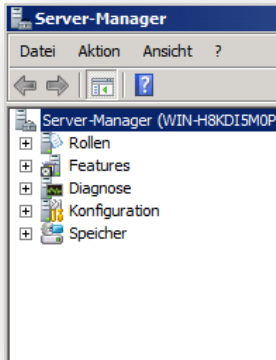 Server-Manager
Datei Aktion Ansicht ?
?
Server-Manager (WIN-H8KDI5M0P
Rollen
Features
Diagnose
Konfiguration
Speicher